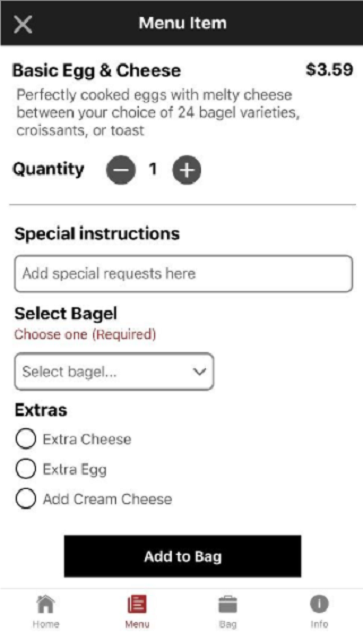 Menu Item
Basic Egg & Cheese $3.59
Perfectly cooked eggs with melty cheese
between your choice of 24 bagel varieties,
croissants, or toast
Quantity 1
Special instructions
Add special requests here
Select Bagel
Choose one (Required)
Select bagel...
Extras
Extra Cheese
Extra Egg
Add Cream Cheese
Add to Bag
Home Menu Bag Info